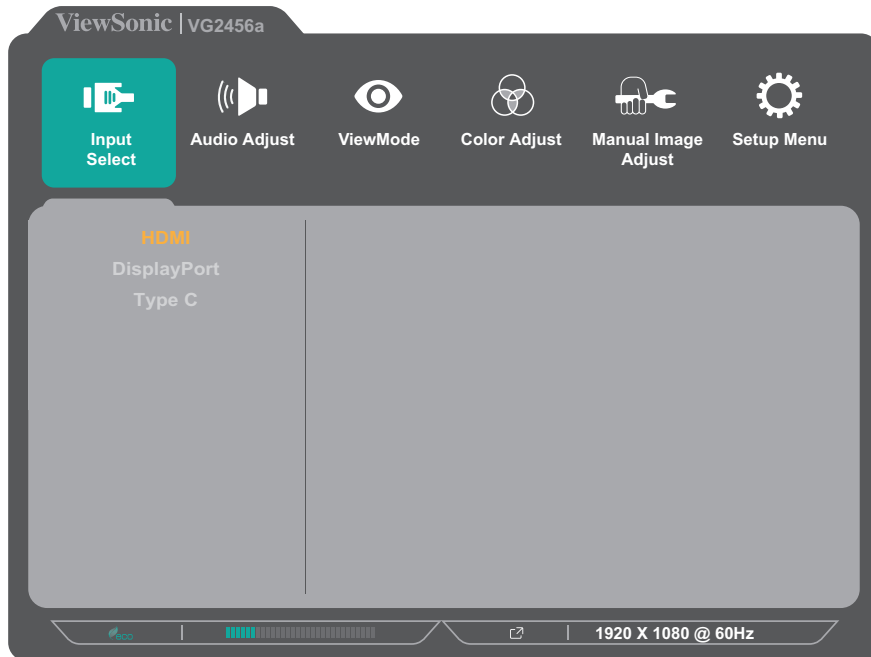 ViewSonic | VG2456a
Input Select
Audio Adjust
ViewMode
Color Adjust
Manual Image Adjust
Setup Menu
HDMI
DisplayPort
Type C
eco
1920 X 1080 @ 60Hz